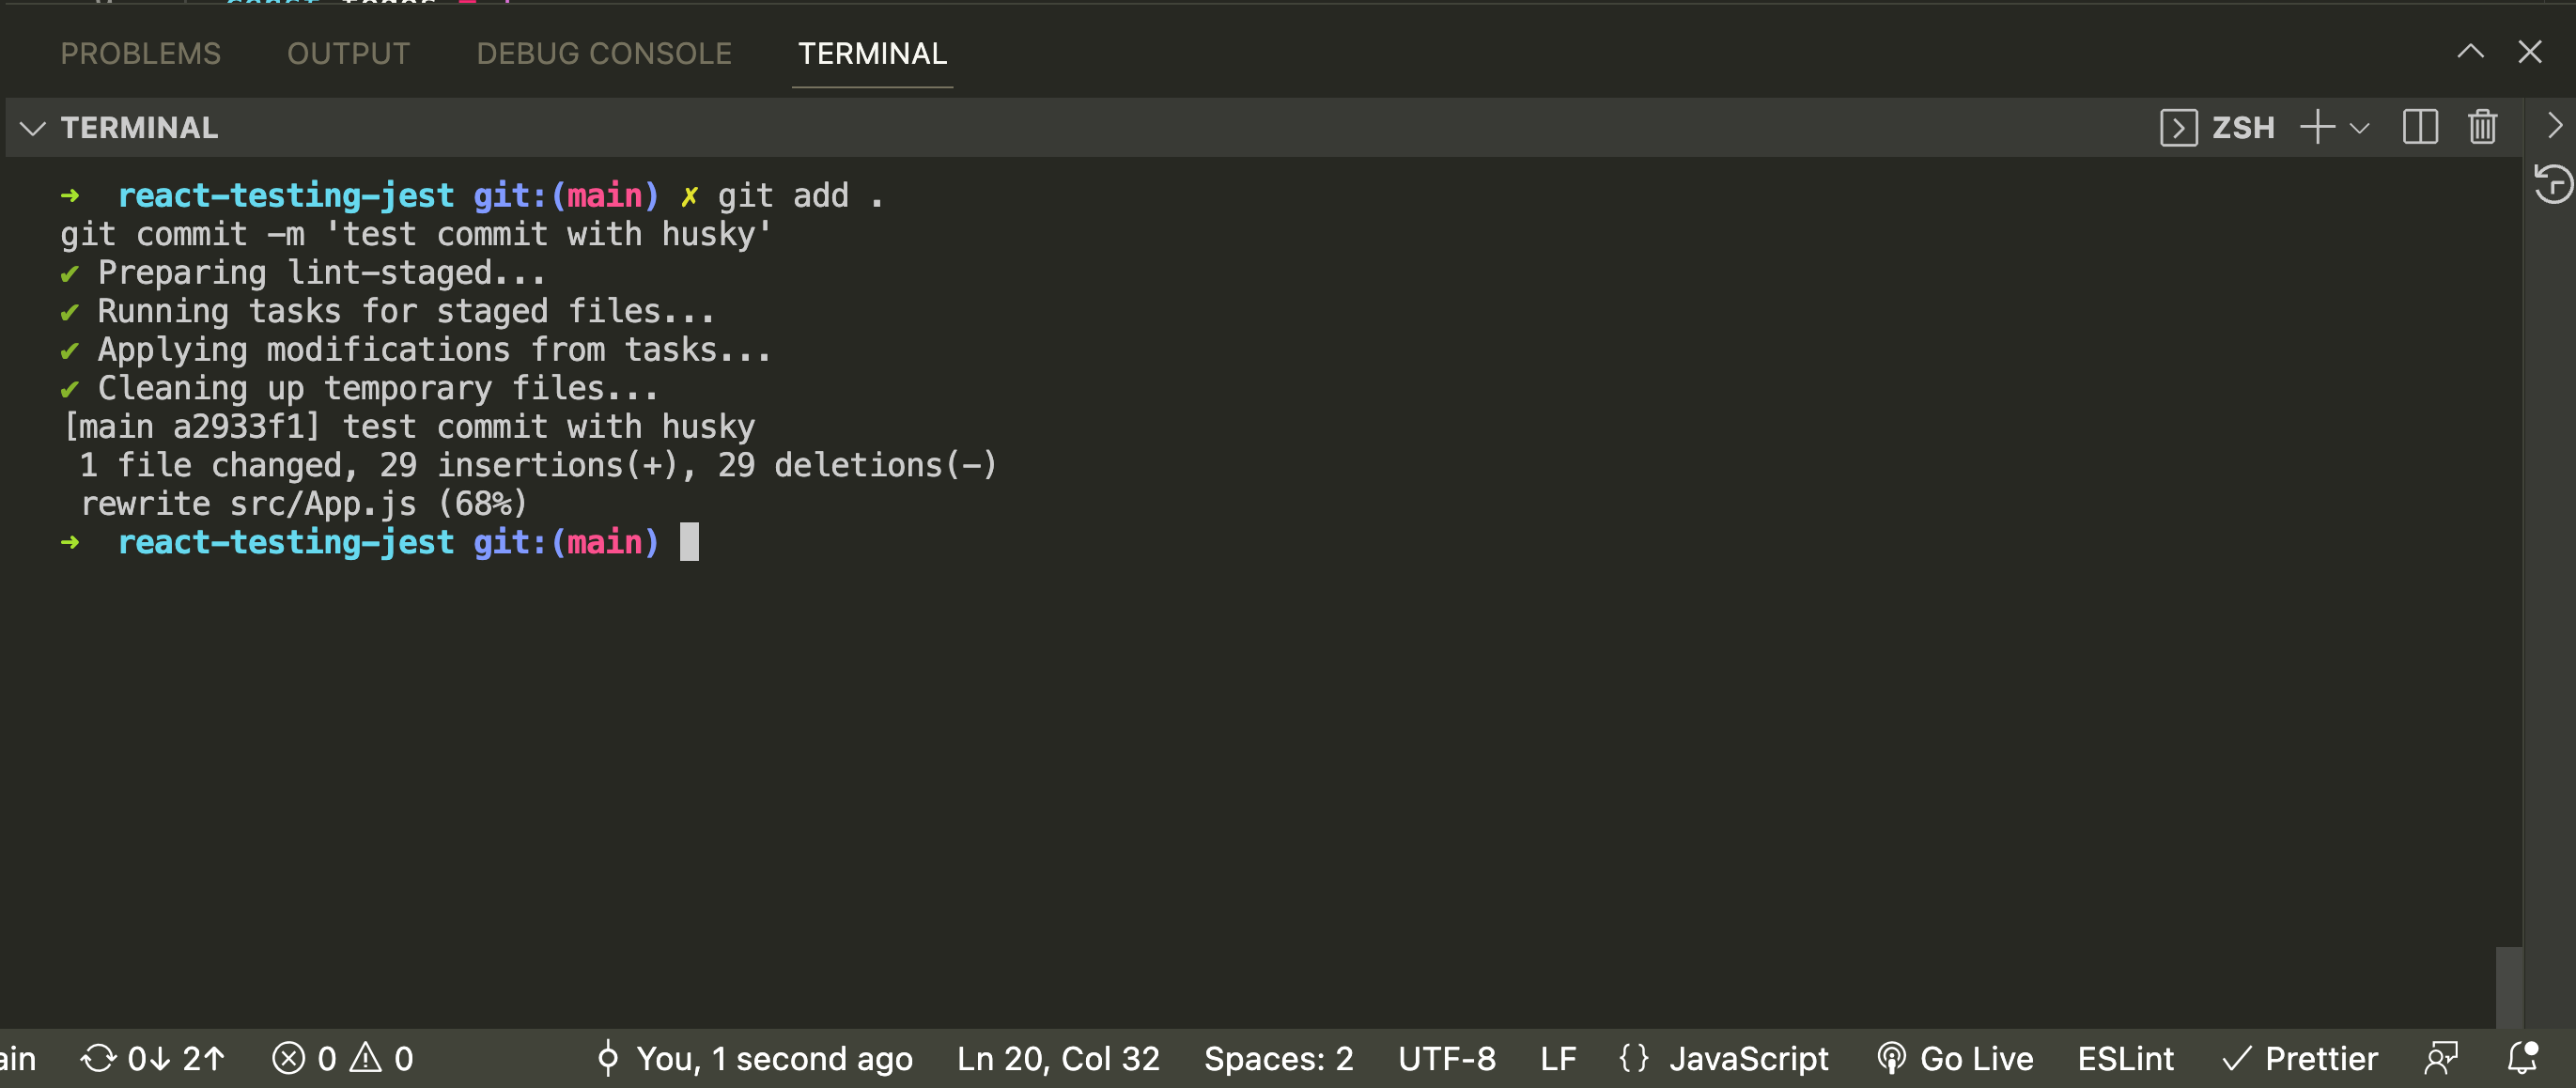 PROBLEMS OUTPUT DEBUG CONSOLE TERMINAL
TERMINAL ZSH
➜ react-testing-jest git:(main) ✗ git add .
git commit -m 'test commit with husky'
✔ Preparing lint-staged...
✔ Running tasks for staged files...
✔ Applying modifications from tasks...
✔ Cleaning up temporary files...
[main a2933f1] test commit with husky
1 file changed, 29 insertions(+), 29 deletions(-)
rewrite src/App.js (68%)
➜ react-testing-jest git:(main)
ain 0↓ 2↑ 0 0 You, 1 second ago Ln 20, Col 32 Spaces: 2 UTF-8 LF {} JavaScript Go Live ESLint ✓ Prettier